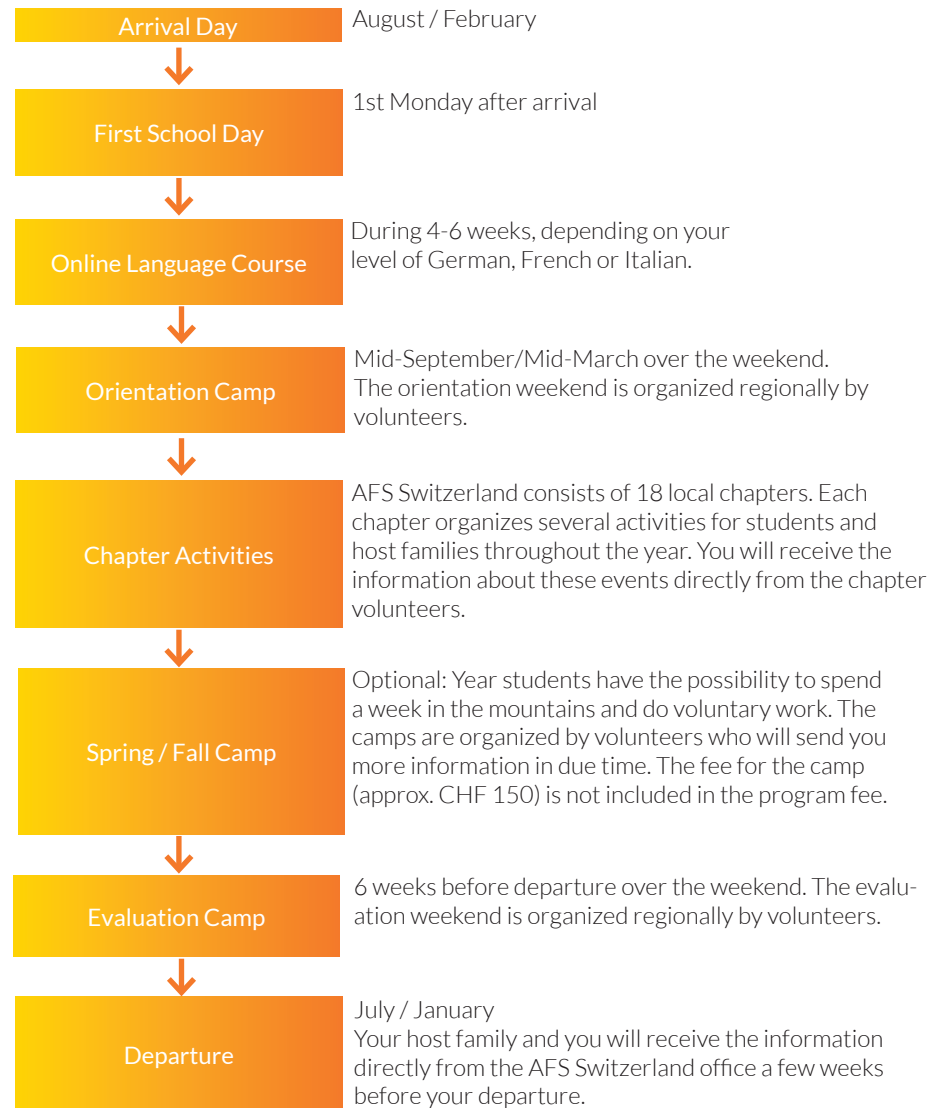 Arrival Day
August / February
First School Day
1st Monday after arrival
Online Language Course
During 4-6 weeks, depending on your
level of German, French or Italian.
Orientation Camp
Mid-September/Mid-March over the weekend.
The orientation weekend is organized regionally by
volunteers.
Chapter Activities
AFS Switzerland consists of 18 local chapters. Each
chapter organizes several activities for students and
host families throughout the year. You will receive the
information about these events directly from the chapter
volunteers.
Spring / Fall Camp
Optional: Year students have the possibility to spend
a week in the mountains and do voluntary work. The
camps are organized by volunteers who will send you
more information in due time. The fee for the camp
(approx. CHF 150) is not included in the program fee.
Evaluation Camp
6 weeks before departure over the weekend. The evalu-
ation weekend is organized regionally by volunteers.
Departure
July / January
Your host family and you will receive the information
directly from the AFS Switzerland office a few weeks
before your departure.